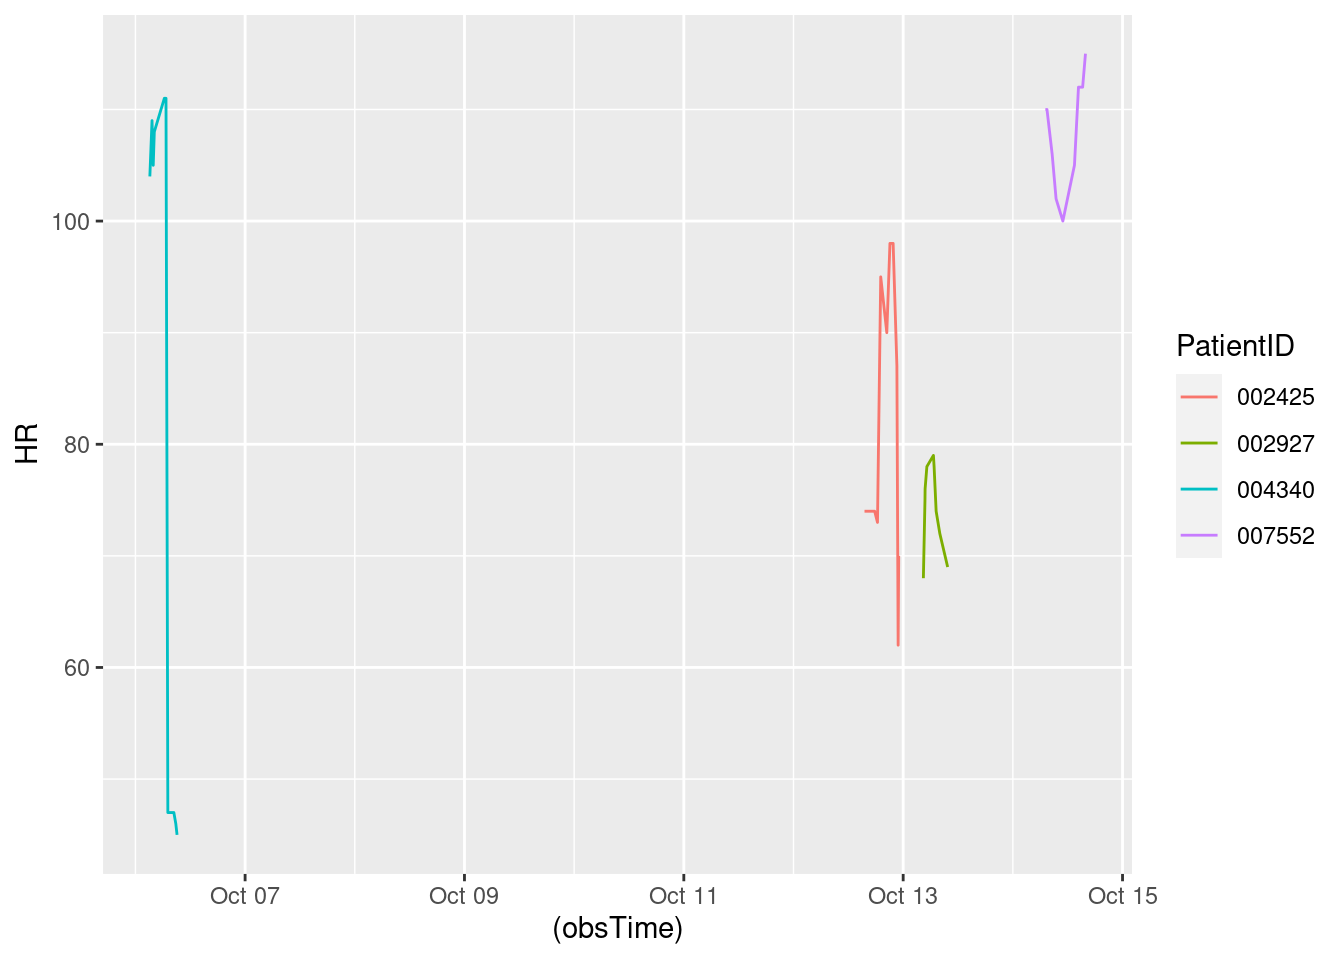 HR
100
80
60
Oct 07
Oct 09
Oct 11
Oct 13
Oct 15
(obsTime)
PatientID
002425
002927
004340
007552